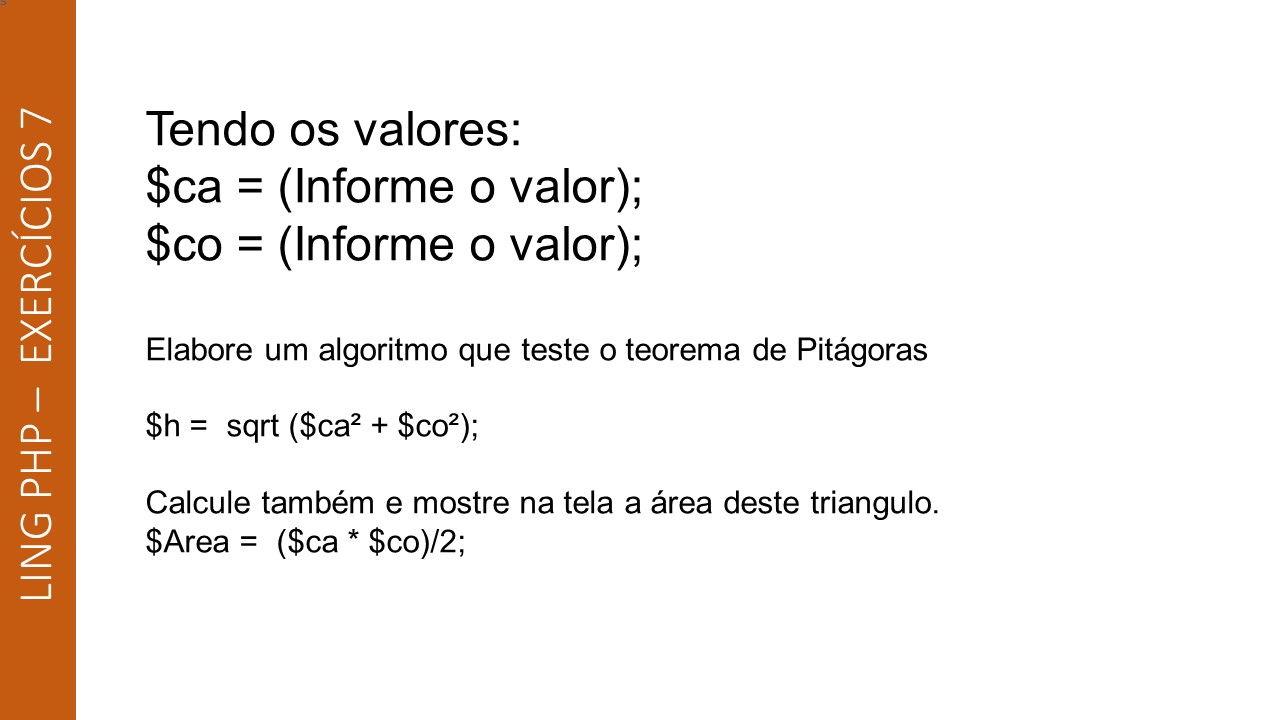 LING PHP – EXERCÍCIOS 7
Tendo os valores:
$ca = (Informe o valor);
$co = (Informe o valor);
Elabore um algoritmo que teste o teorema de Pitágoras
$h =  sqrt ($ca² + $co²);
Calcule também e mostre na tela a área deste triangulo.
$Area =  ($ca * $co)/2;